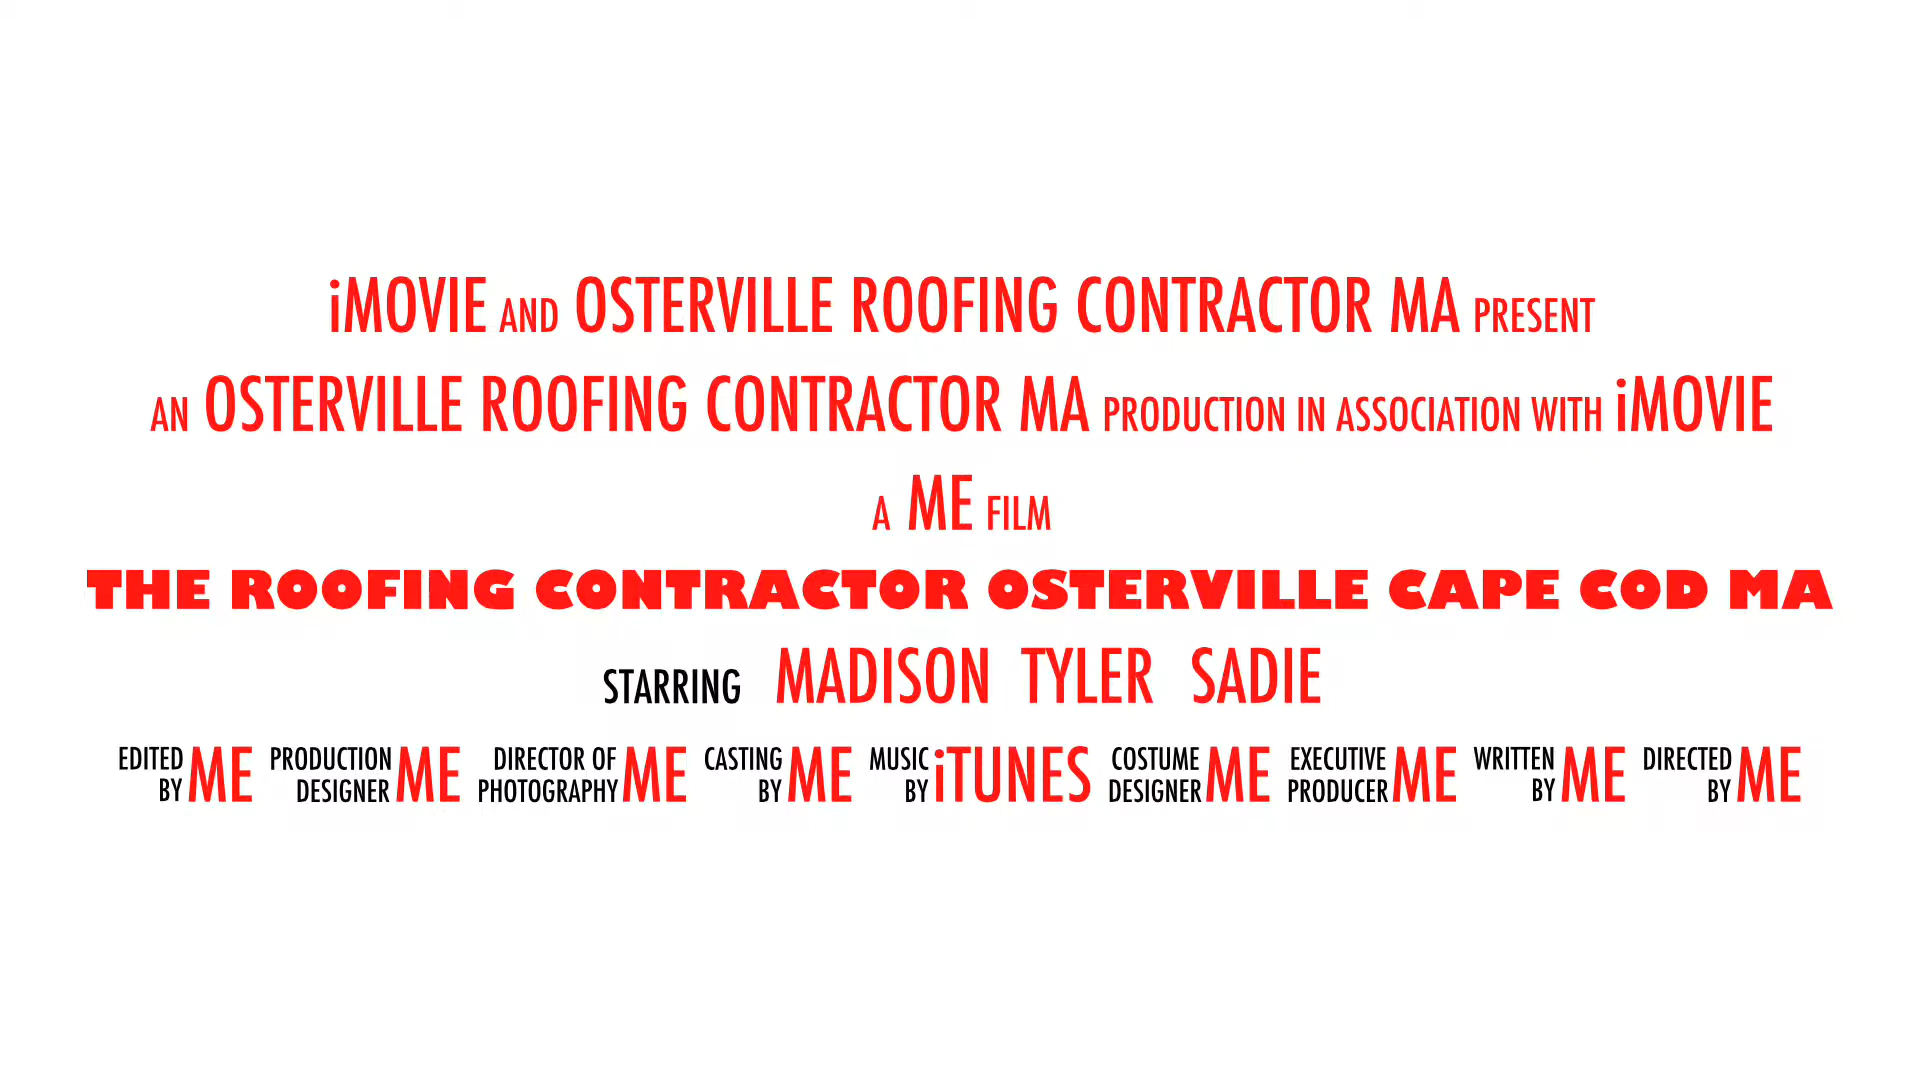 iMOVIE AND OSTERVILLE ROOFING CONTRACTOR MA PRESENT
AN OSTERVILLE ROOFING CONTRACTOR MA PRODUCTION IN ASSOCIATION WITH iMOVIE
A ME FILM
THE ROOFING CONTRACTOR OSTERVILLE CAPE COD MA
STARRING MADISON TYLER SADIE
EDITED BY ME PRODUCTION DESIGNER ME DIRECTOR OF PHOTOGRAPHY ME CASTING BY ME MUSIC BY iTUNES COSTUME DESIGNER ME EXECUTIVE PRODUCER ME WRITTEN BY ME DIRECTED BY ME